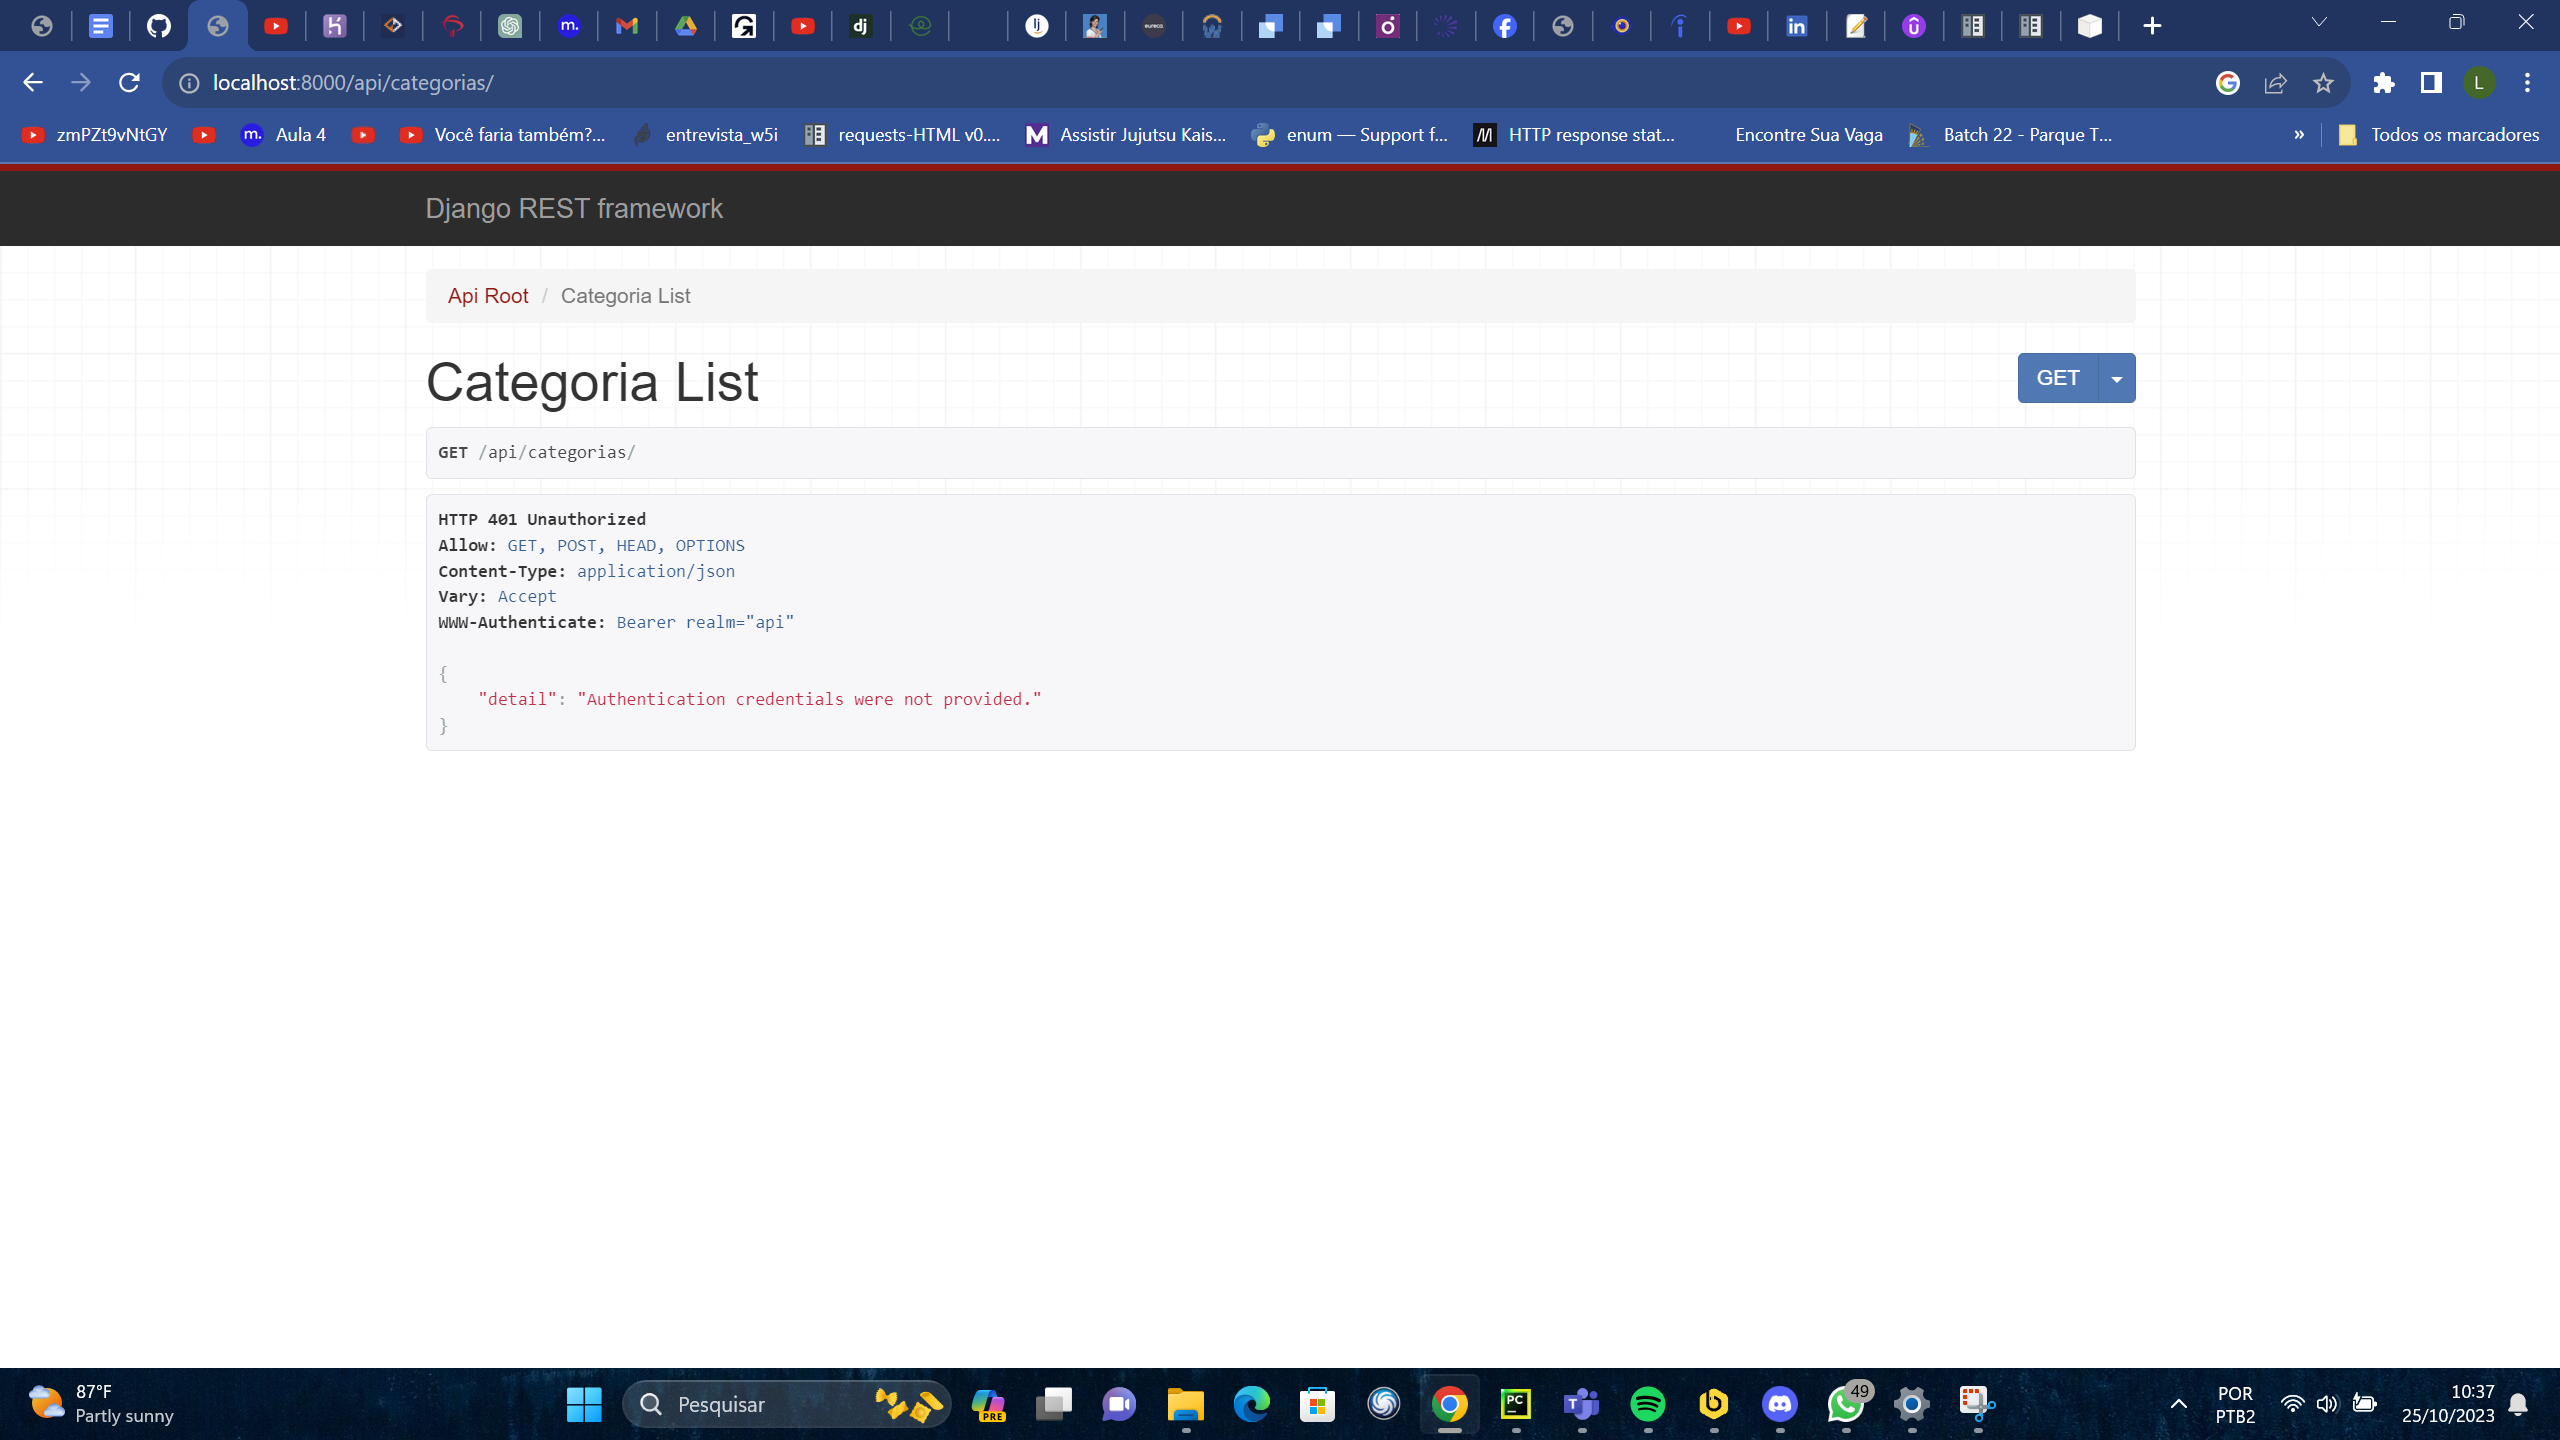 localhost:8000/api/categorias/
zmPZt9vNtGY
Aula 4
Você faria também?...
entrevista_w5i
requests-HTML v0....
Assistir Jujutsu Kais...
enum — Support f...
HTTP response stat...
Encontre Sua Vaga
Batch 22 - Parque T...
»
Todos os marcadores
Django REST framework
Api Root / Categoria List
Categoria List
GET
GET /api/categorias/
HTTP 401 Unauthorized
Allow: GET, POST, HEAD, OPTIONS
Content-Type: application/json
Vary: Accept
WWW-Authenticate: Bearer realm="api"
{
"detail": "Authentication credentials were not provided."
}
87°F
Partly sunny
Pesquisar
PRE
PC
49
POR
PTB2
10:37
25/10/2023